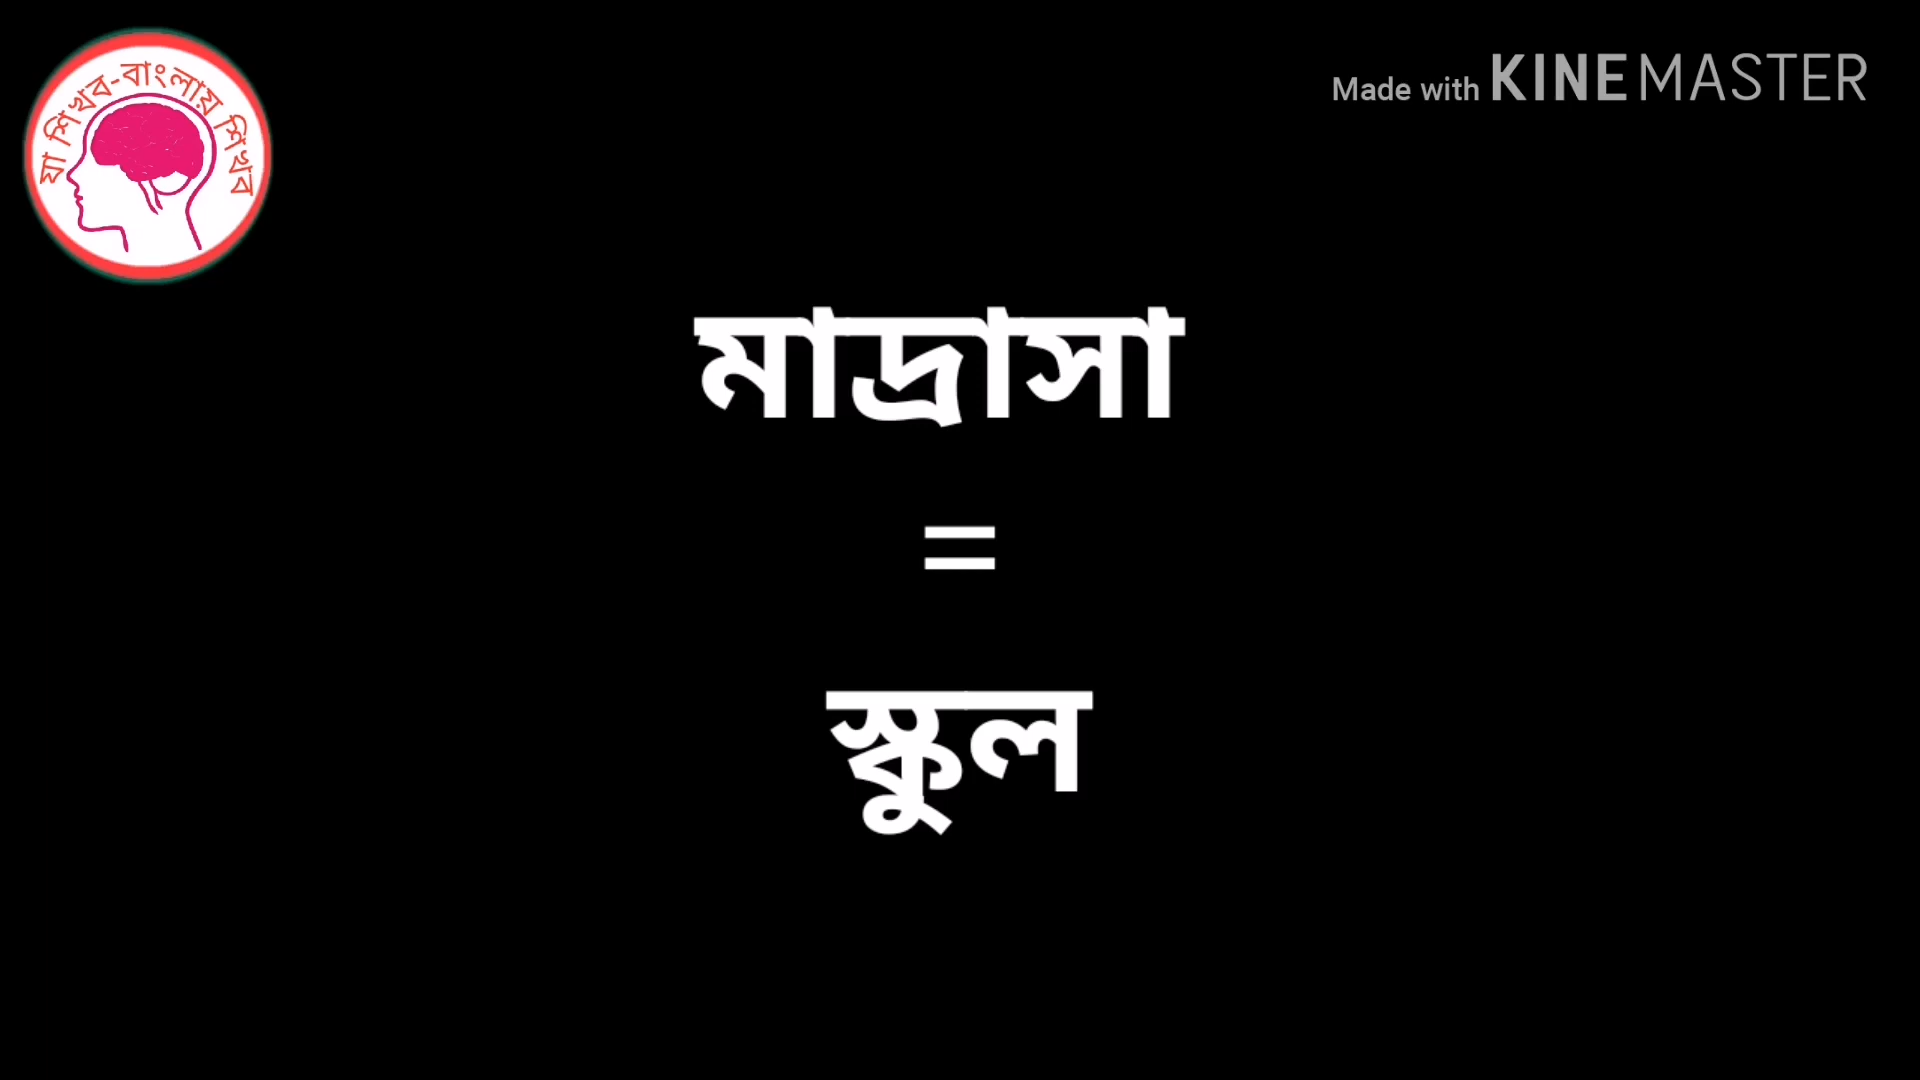 যা শিখব-বাংলায় শিখব
Made with KINEMASTER
মাদ্রাসা
=
স্কুল